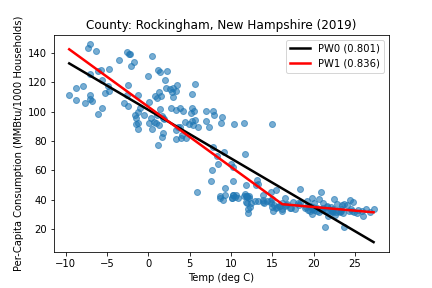 County: Rockingham, New Hampshire (2019)
Per-Capita Consumption (MMBtu/1000 Households)
140
120
100
80
60
40
20
PW0 (0.801)
PW1 (0.836)
−10 −5 0 5 10 15 20 25
Temp (deg C)